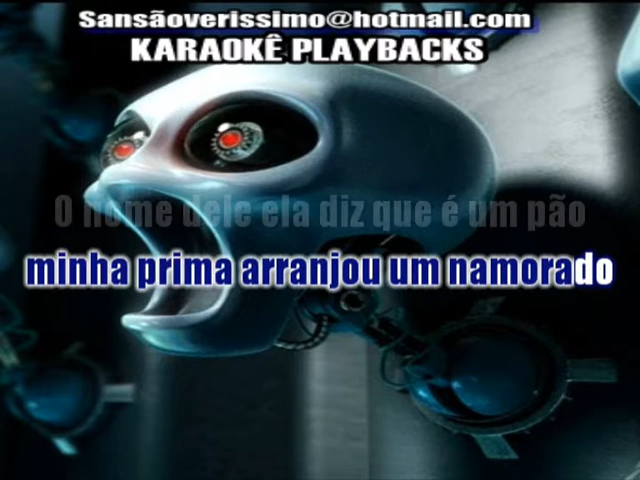 Sansãoverissimo@hotmail.com
KARAOKÊ PLAYBACKS
O nome dele ela diz que é um pão
minha prima arranjou um namorado